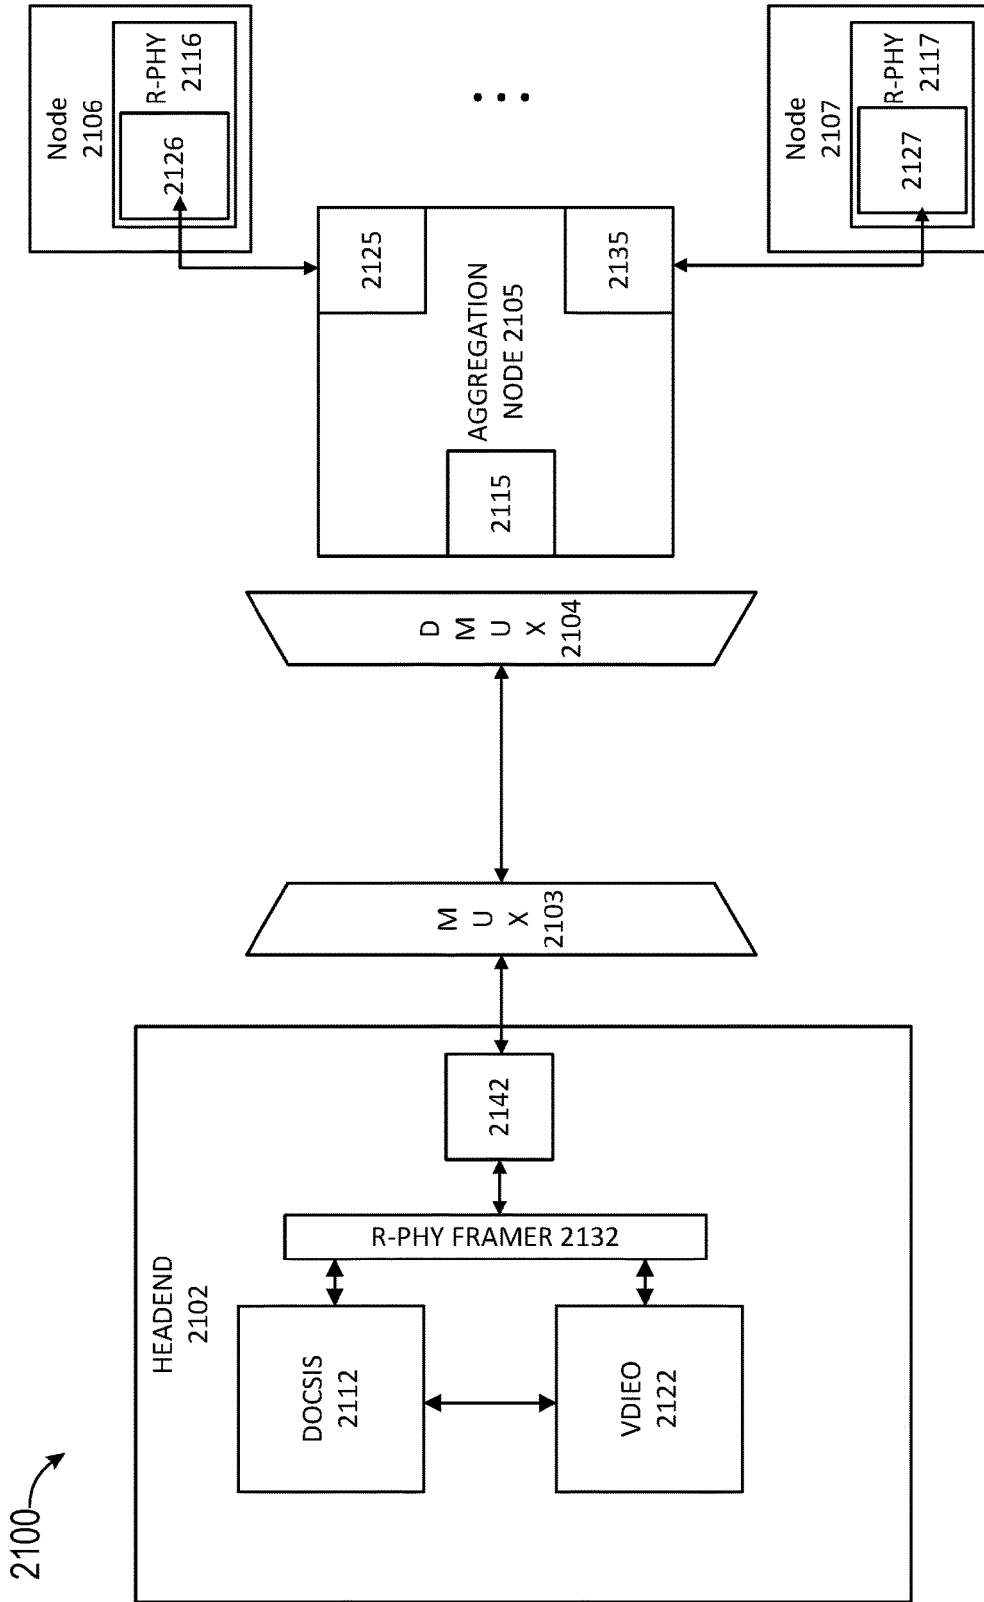 2100
HEADEND
2102
DOCSIS
2112
VDIEO
2122
R-PHY FRAMER 2132
2142
M
U
X
2103
D
M
U
X
2104
AGGREGATION
NODE 2105
2115
2125
2135
Node
2106
R-PHY
2116
2126
Node
2107
R-PHY
2117
2127